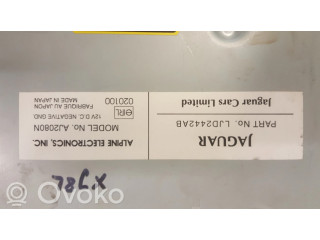 JAGUAR
PART No. LJD2442AB
Jaguar Cars Limited
ALPINE ELECTRONICS, INC.
MODEL No. AJ2080N
12V D.C. NEGATIVE GND
MADE IN JAPAN
FABRIQUE AU JAPON
020100
OVOKO